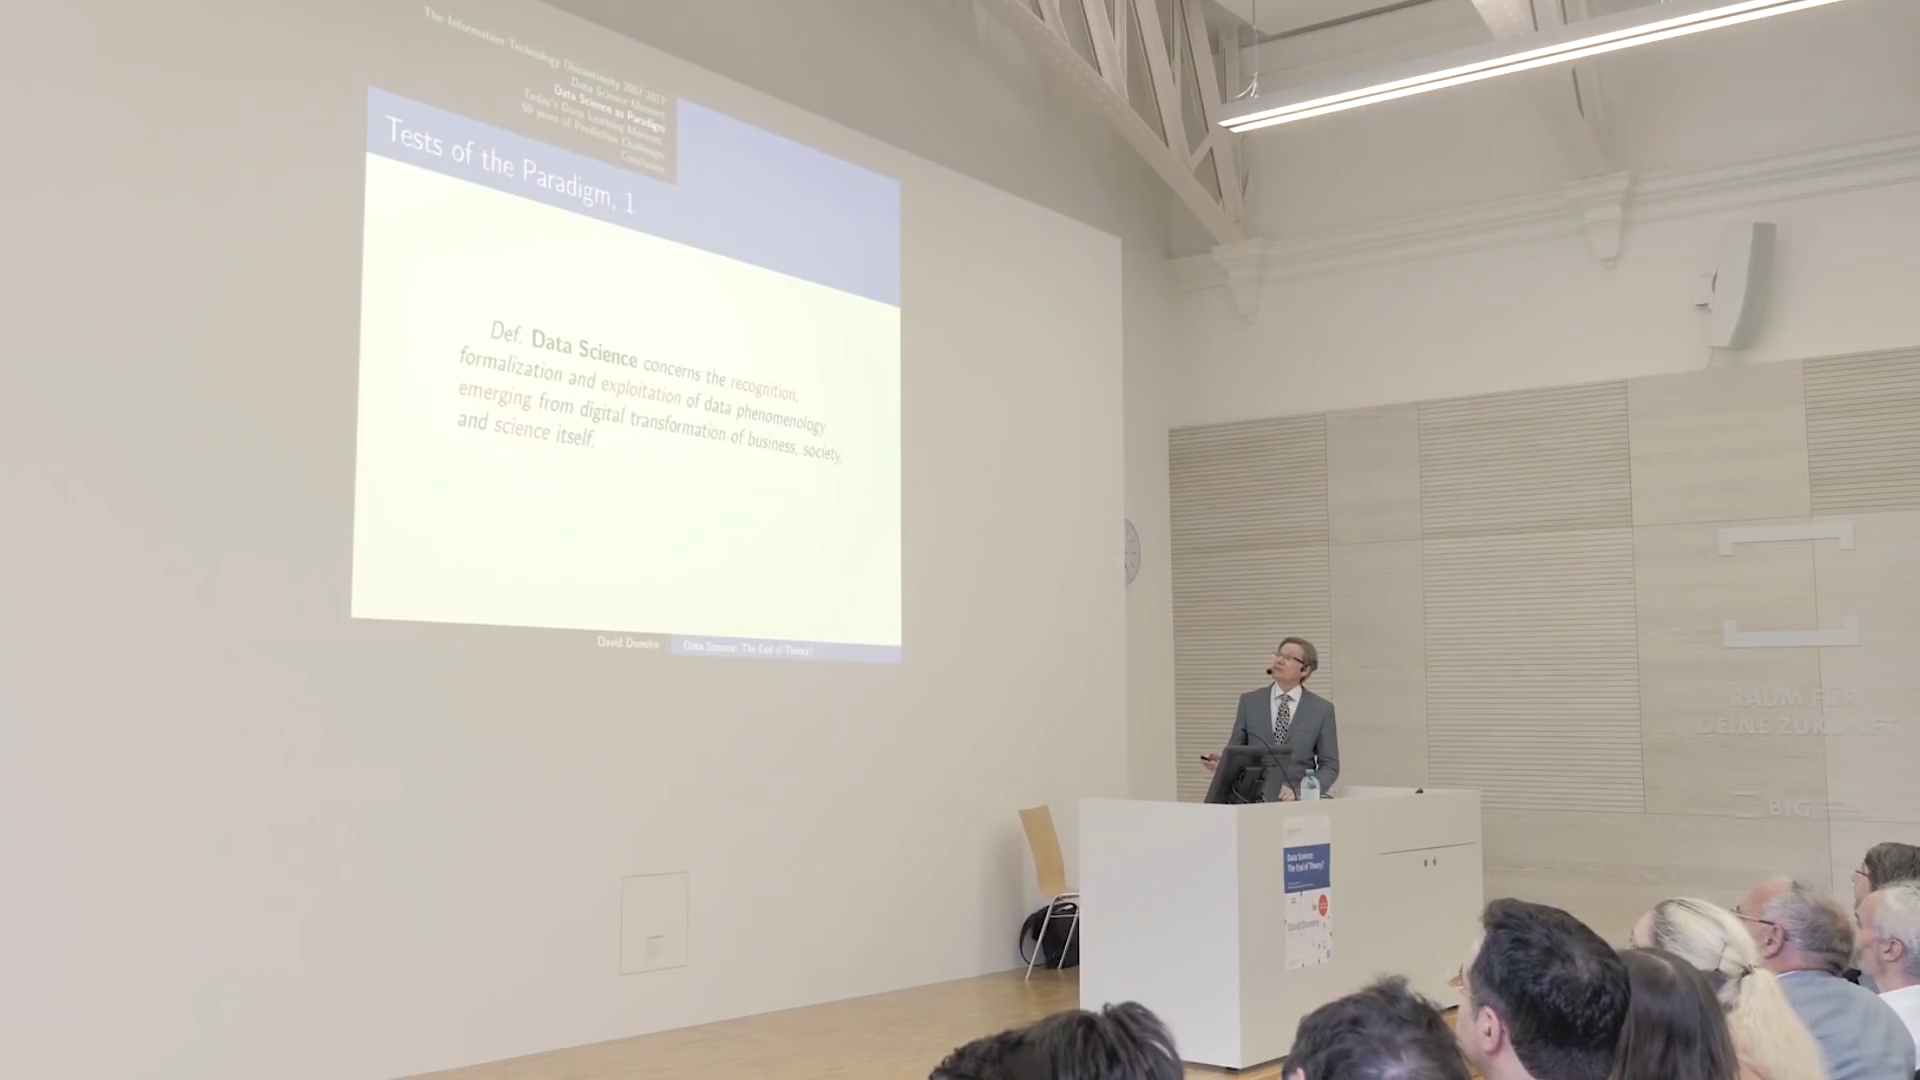 The Information Technology Discontinuity 2007-2017
Data Science Moment
Data Science as Paradigm
Today's Deep Learning Moment
50 years of Prediction Challenges
Conclusion
Tests of the Paradigm, 1
Def. Data Science concerns the recognition,
formalization and exploitation of data phenomenology
emerging from digital transformation of business, society,
and science itself.
David Donoho
Data Science: The End of Theory?
RAUM FÜR
DEINE ZUKUNFT
BIG
Data Science:
The End of Theory?
David Donoho